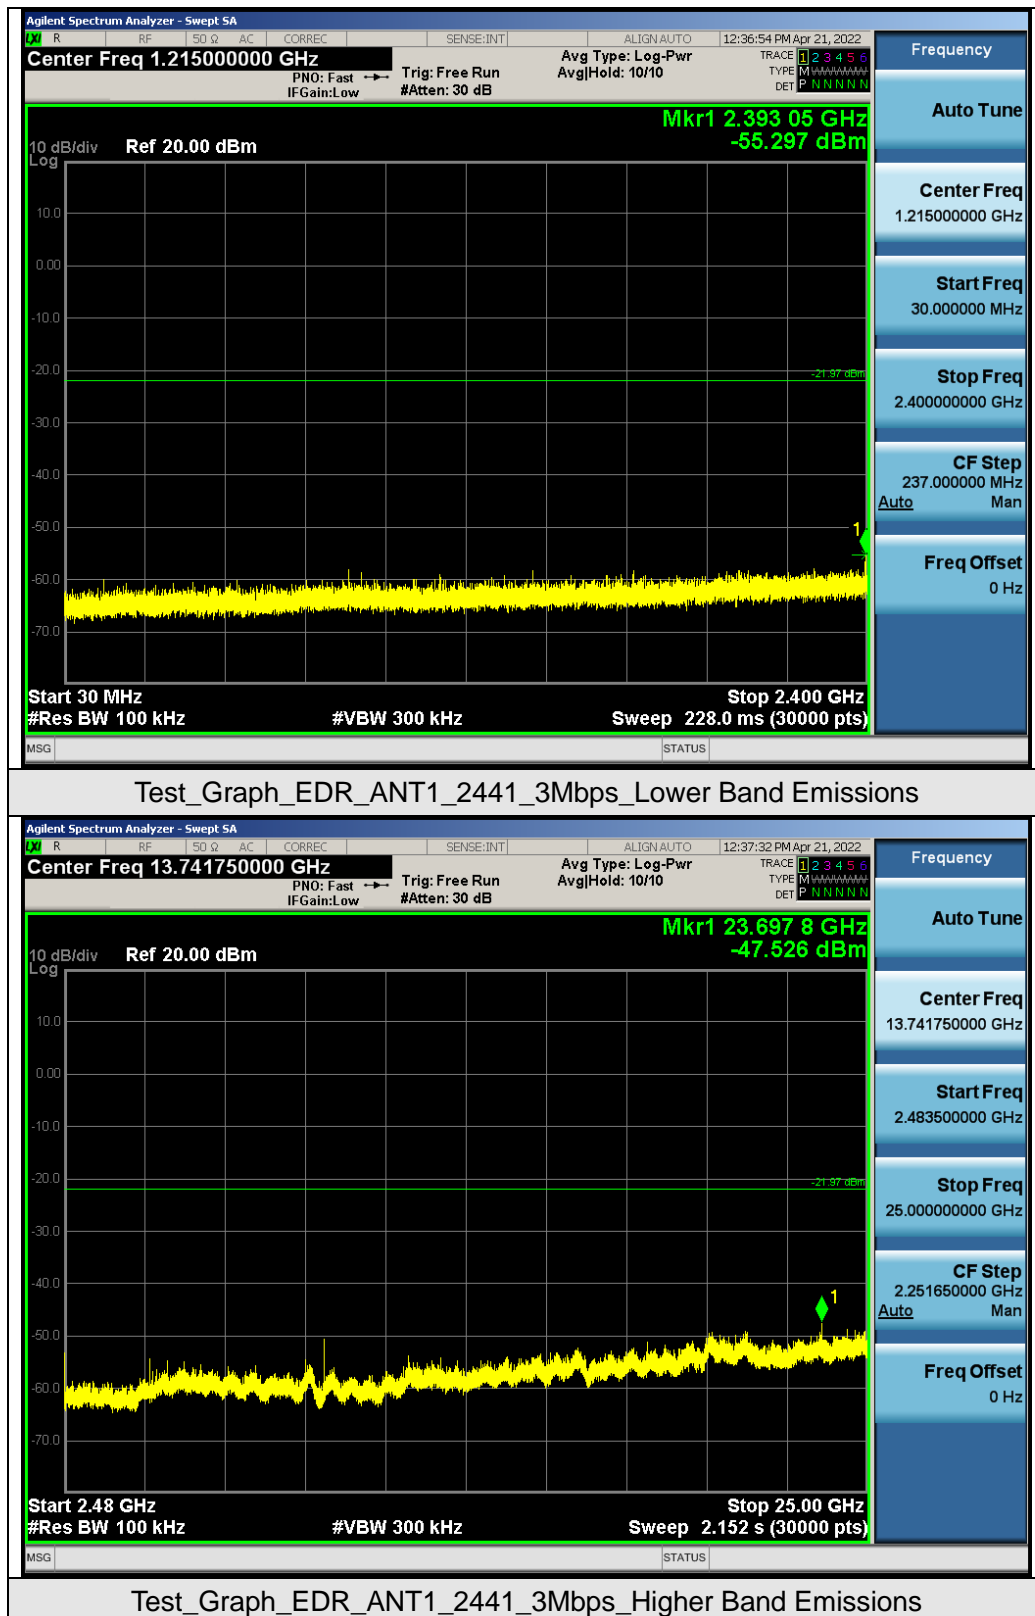 Agilent Spectrum Analyzer - Swept SA
LXI R RF 50 Ω AC CORREC SENSE:INT ALIGN AUTO 12:36:54 PM Apr 21, 2022
Center Freq 1.215000000 GHz
PNO: Fast
IFGain:Low
Trig: Free Run
#Atten: 30 dB
Avg Type: Log-Pwr
Avg|Hold: 10/10
TRACE 1 2 3 4 5 6
TYPE M W W W W W
DET P N N N N N
Mkr1 2.393 05 GHz
-55.297 dBm
10 dB/div Ref 20.00 dBm
Log
10.0
0.00
-10.0
-20.0
-21.97 dBm
-30.0
-40.0
-50.0
1
-60.0
-70.0
Start 30 MHz Stop 2.400 GHz
#Res BW 100 kHz #VBW 300 kHz Sweep 228.0 ms (30000 pts)
MSG STATUS
Frequency
Auto Tune
Center Freq
1.215000000 GHz
Start Freq
30.000000 MHz
Stop Freq
2.400000000 GHz
CF Step
237.000000 MHz
Auto Man
Freq Offset
0 Hz
Test_Graph_EDR_ANT1_2441_3Mbps_Lower Band Emissions
Agilent Spectrum Analyzer - Swept SA
LXI R RF 50 Ω AC CORREC SENSE:INT ALIGN AUTO 12:37:32 PM Apr 21, 2022
Center Freq 13.741750000 GHz
PNO: Fast
IFGain:Low
Trig: Free Run
#Atten: 30 dB
Avg Type: Log-Pwr
Avg|Hold: 10/10
TRACE 1 2 3 4 5 6
TYPE M W W W W W
DET P N N N N N
Mkr1 23.697 8 GHz
-47.526 dBm
10 dB/div Ref 20.00 dBm
Log
10.0
0.00
-10.0
-20.0
-21.97 dBm
-30.0
-40.0
1
-50.0
-60.0
-70.0
Start 2.48 GHz Stop 25.00 GHz
#Res BW 100 kHz #VBW 300 kHz Sweep 2.152 s (30000 pts)
MSG STATUS
Frequency
Auto Tune
Center Freq
13.741750000 GHz
Start Freq
2.483500000 GHz
Stop Freq
25.000000000 GHz
CF Step
2.251650000 GHz
Auto Man
Freq Offset
0 Hz
Test_Graph_EDR_ANT1_2441_3Mbps_Higher Band Emissions